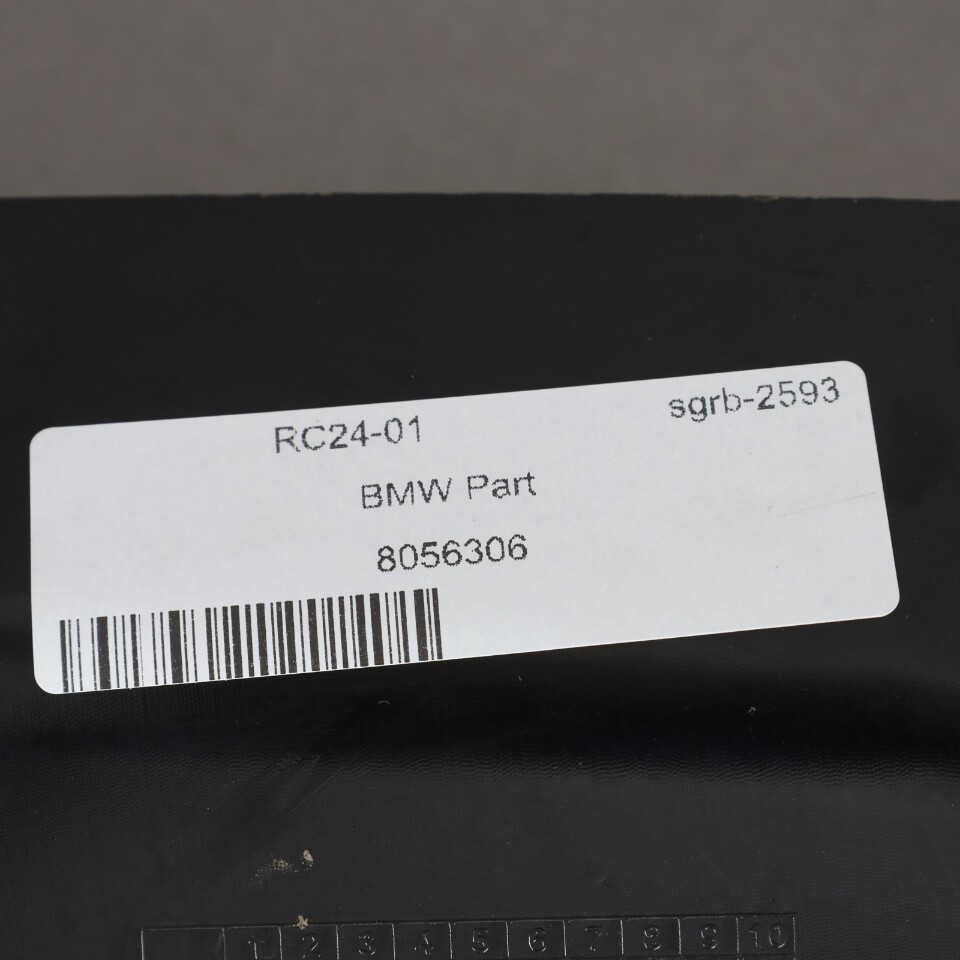 RC24-01 sgrb-2593
BMW Part
8056306
1 2 3 4 5 6 7 8 9 10